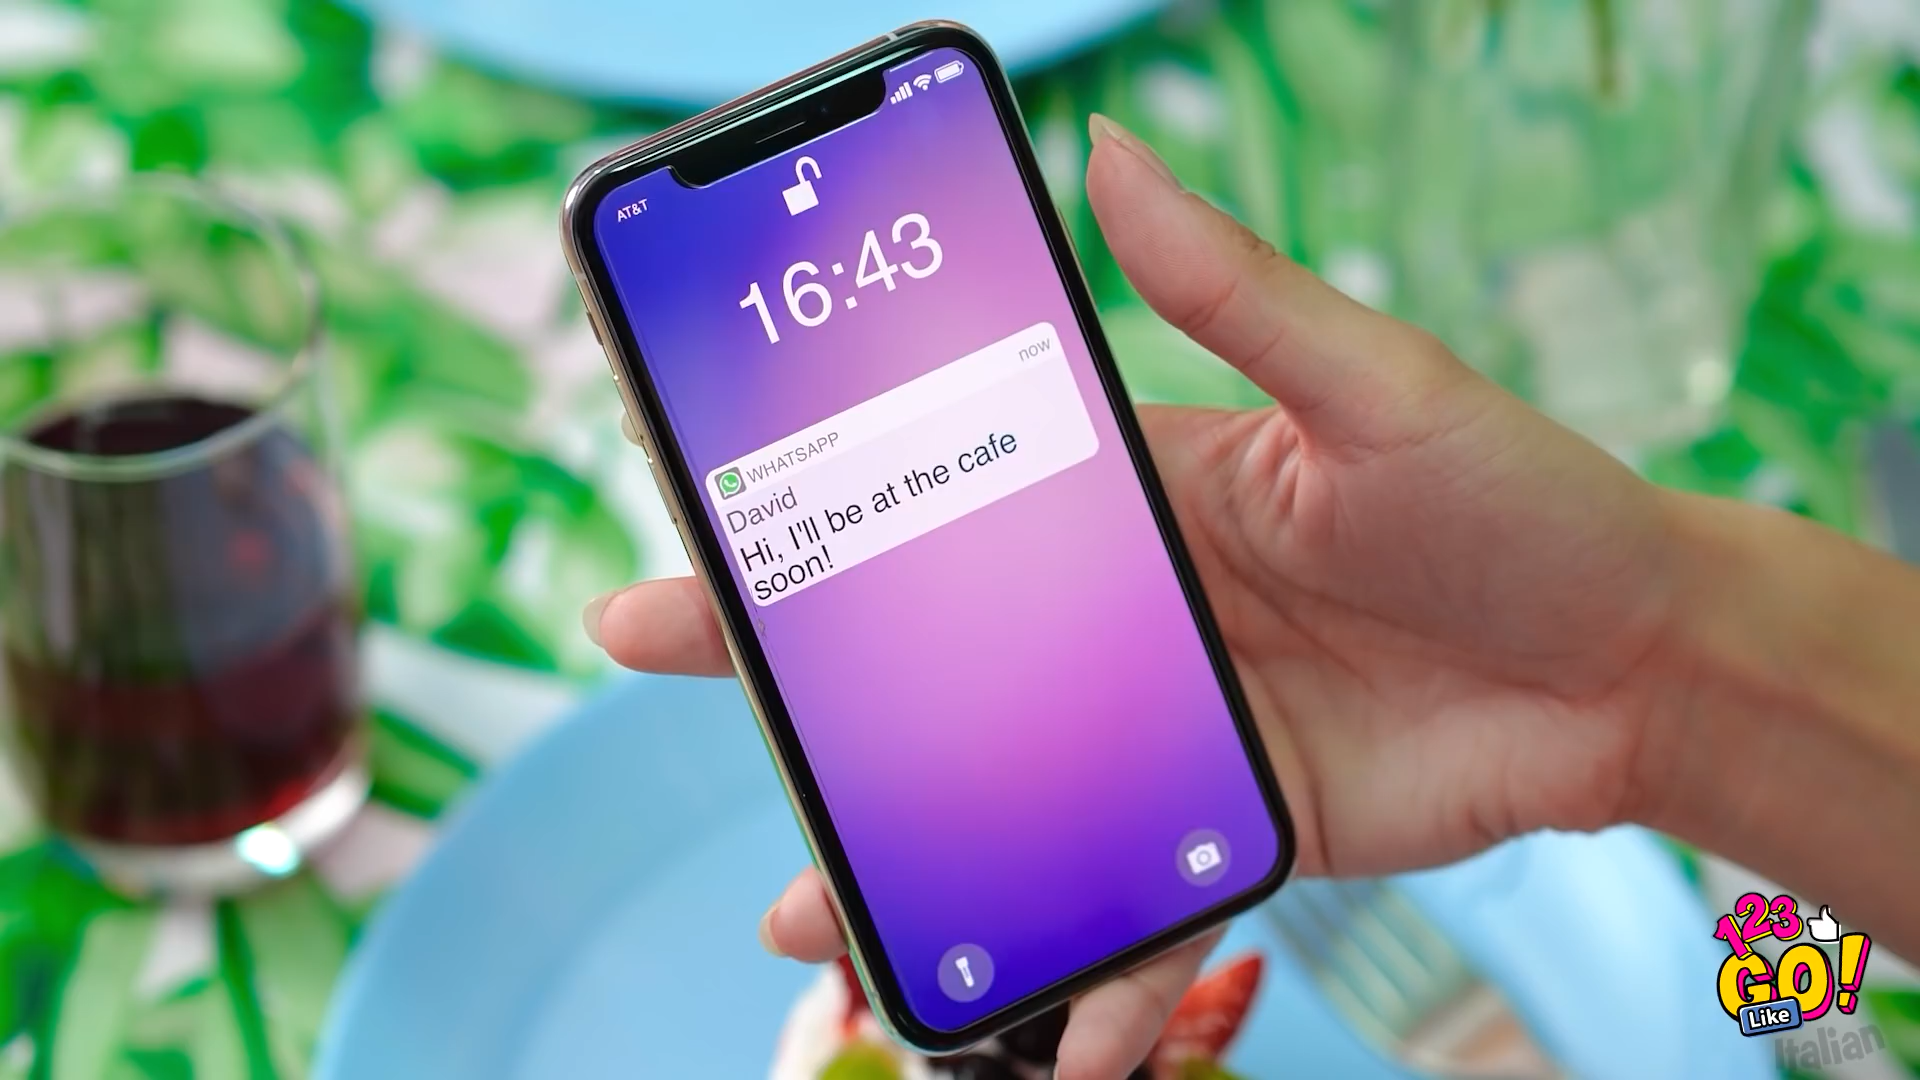 AT&T
16:43
now
WHATSAPP
David
Hi, I'll be at the cafe
soon!
123
GO!
Like
Italian